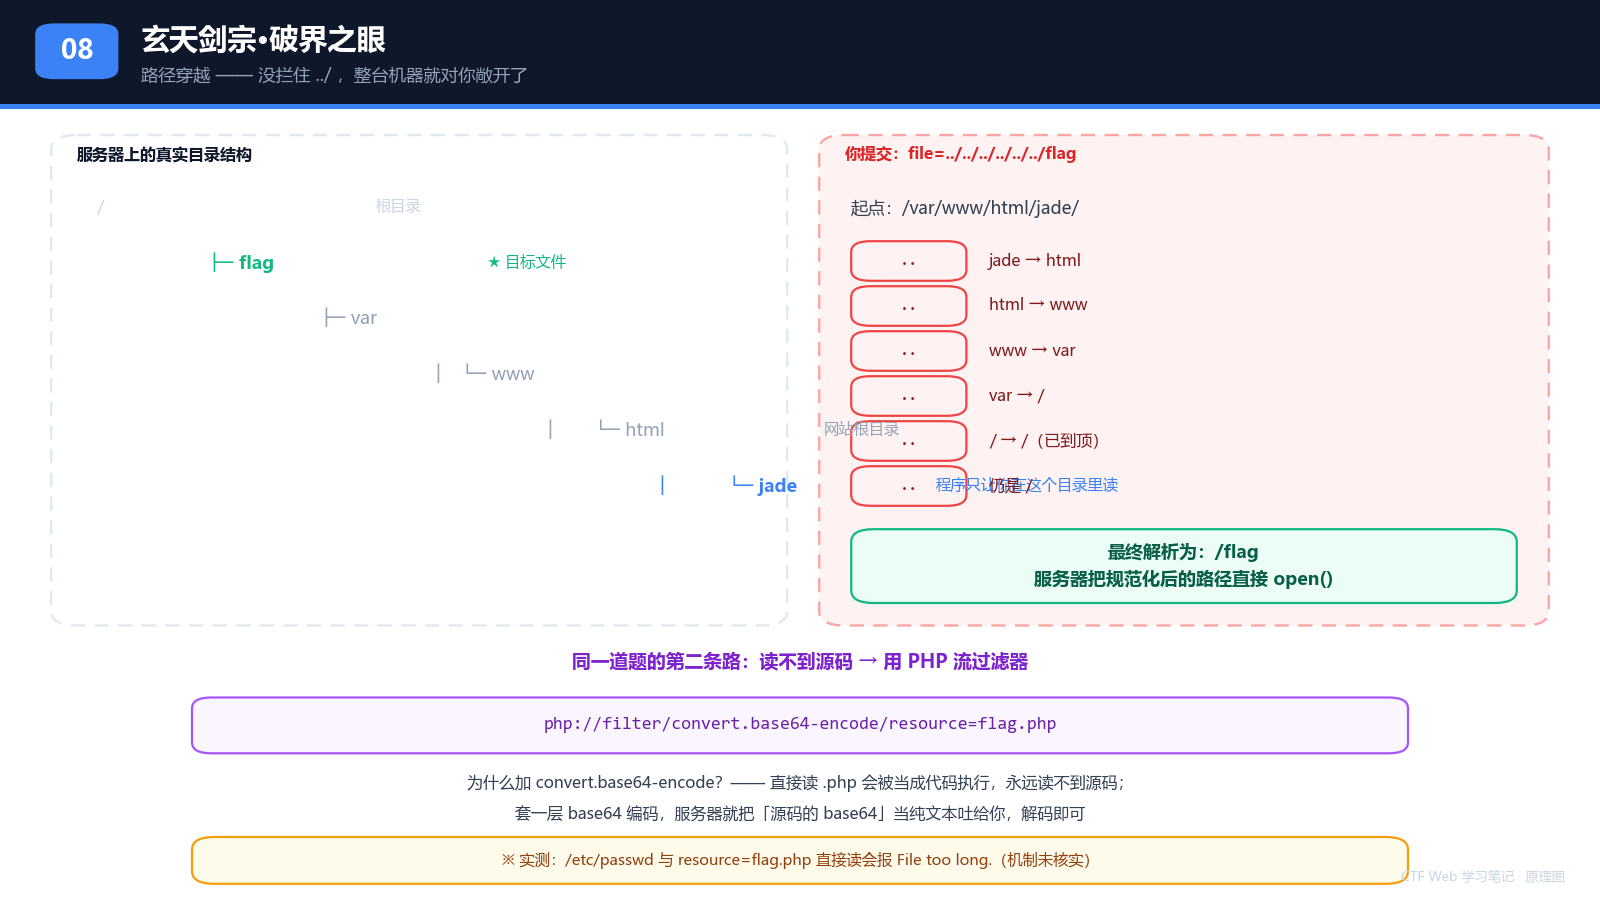 08
玄天剑宗·破界之眼
路径穿越 —— 没拦住 ../ ，整台机器就对你敞开了
服务器上的真实目录结构
/ 根目录
├─ flag ★ 目标文件
├─ var
│ └─ www
│ └─ html 网站根目录
│ └─ jade 程序只让你在这个目录里读
你提交：file=../../../../../../flag
起点：/var/www/html/jade/
.. jade → html
.. html → www
.. www → var
.. var → /
.. / → /（已到顶）
.. 仍是 /
最终解析为：/flag
服务器把规范化后的路径直接 open()
同一道题的第二条路：读不到源码 → 用 PHP 流过滤器
php://filter/convert.base64-encode/resource=flag.php
为什么加 convert.base64-encode？—— 直接读 .php 会被当成代码执行，永远读不到源码；
套一层 base64 编码，服务器就把「源码的 base64」当纯文本吐给你，解码即可
※ 实测：/etc/passwd 与 resource=flag.php 直接读会报 File too long.（机制未核实）
CTF Web 学习笔记 · 原理图